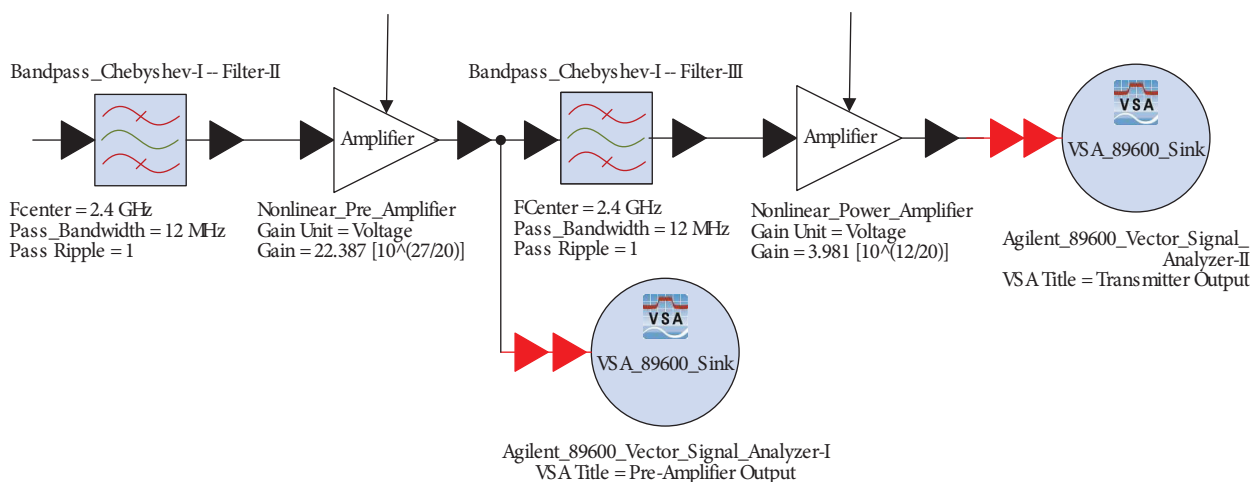 Bandpass_Chebyshev-I -- Filter-II
Bandpass_Chebyshev-I -- Filter-III
Amplifier
Amplifier
VSA
VSA_89600_Sink
Fcenter = 2.4 GHz
Pass_Bandwidth = 12 MHz
Pass Ripple = 1
Nonlinear_Pre_Amplifier
Gain Unit = Voltage
Gain = 22.387 [10^(27/20)]
FCenter = 2.4 GHz
Pass_Bandwidth = 12 MHz
Pass Ripple = 1
Nonlinear_Power_Amplifier
Gain Unit = Voltage
Gain = 3.981 [10^(12/20)]
Agilent_89600_Vector_Signal_
Analyzer-II
VSA Title = Transmitter Output
VSA
VSA_89600_Sink
Agilent_89600_Vector_Signal_Analyzer-I
VSA Title = Pre-Amplifier Output